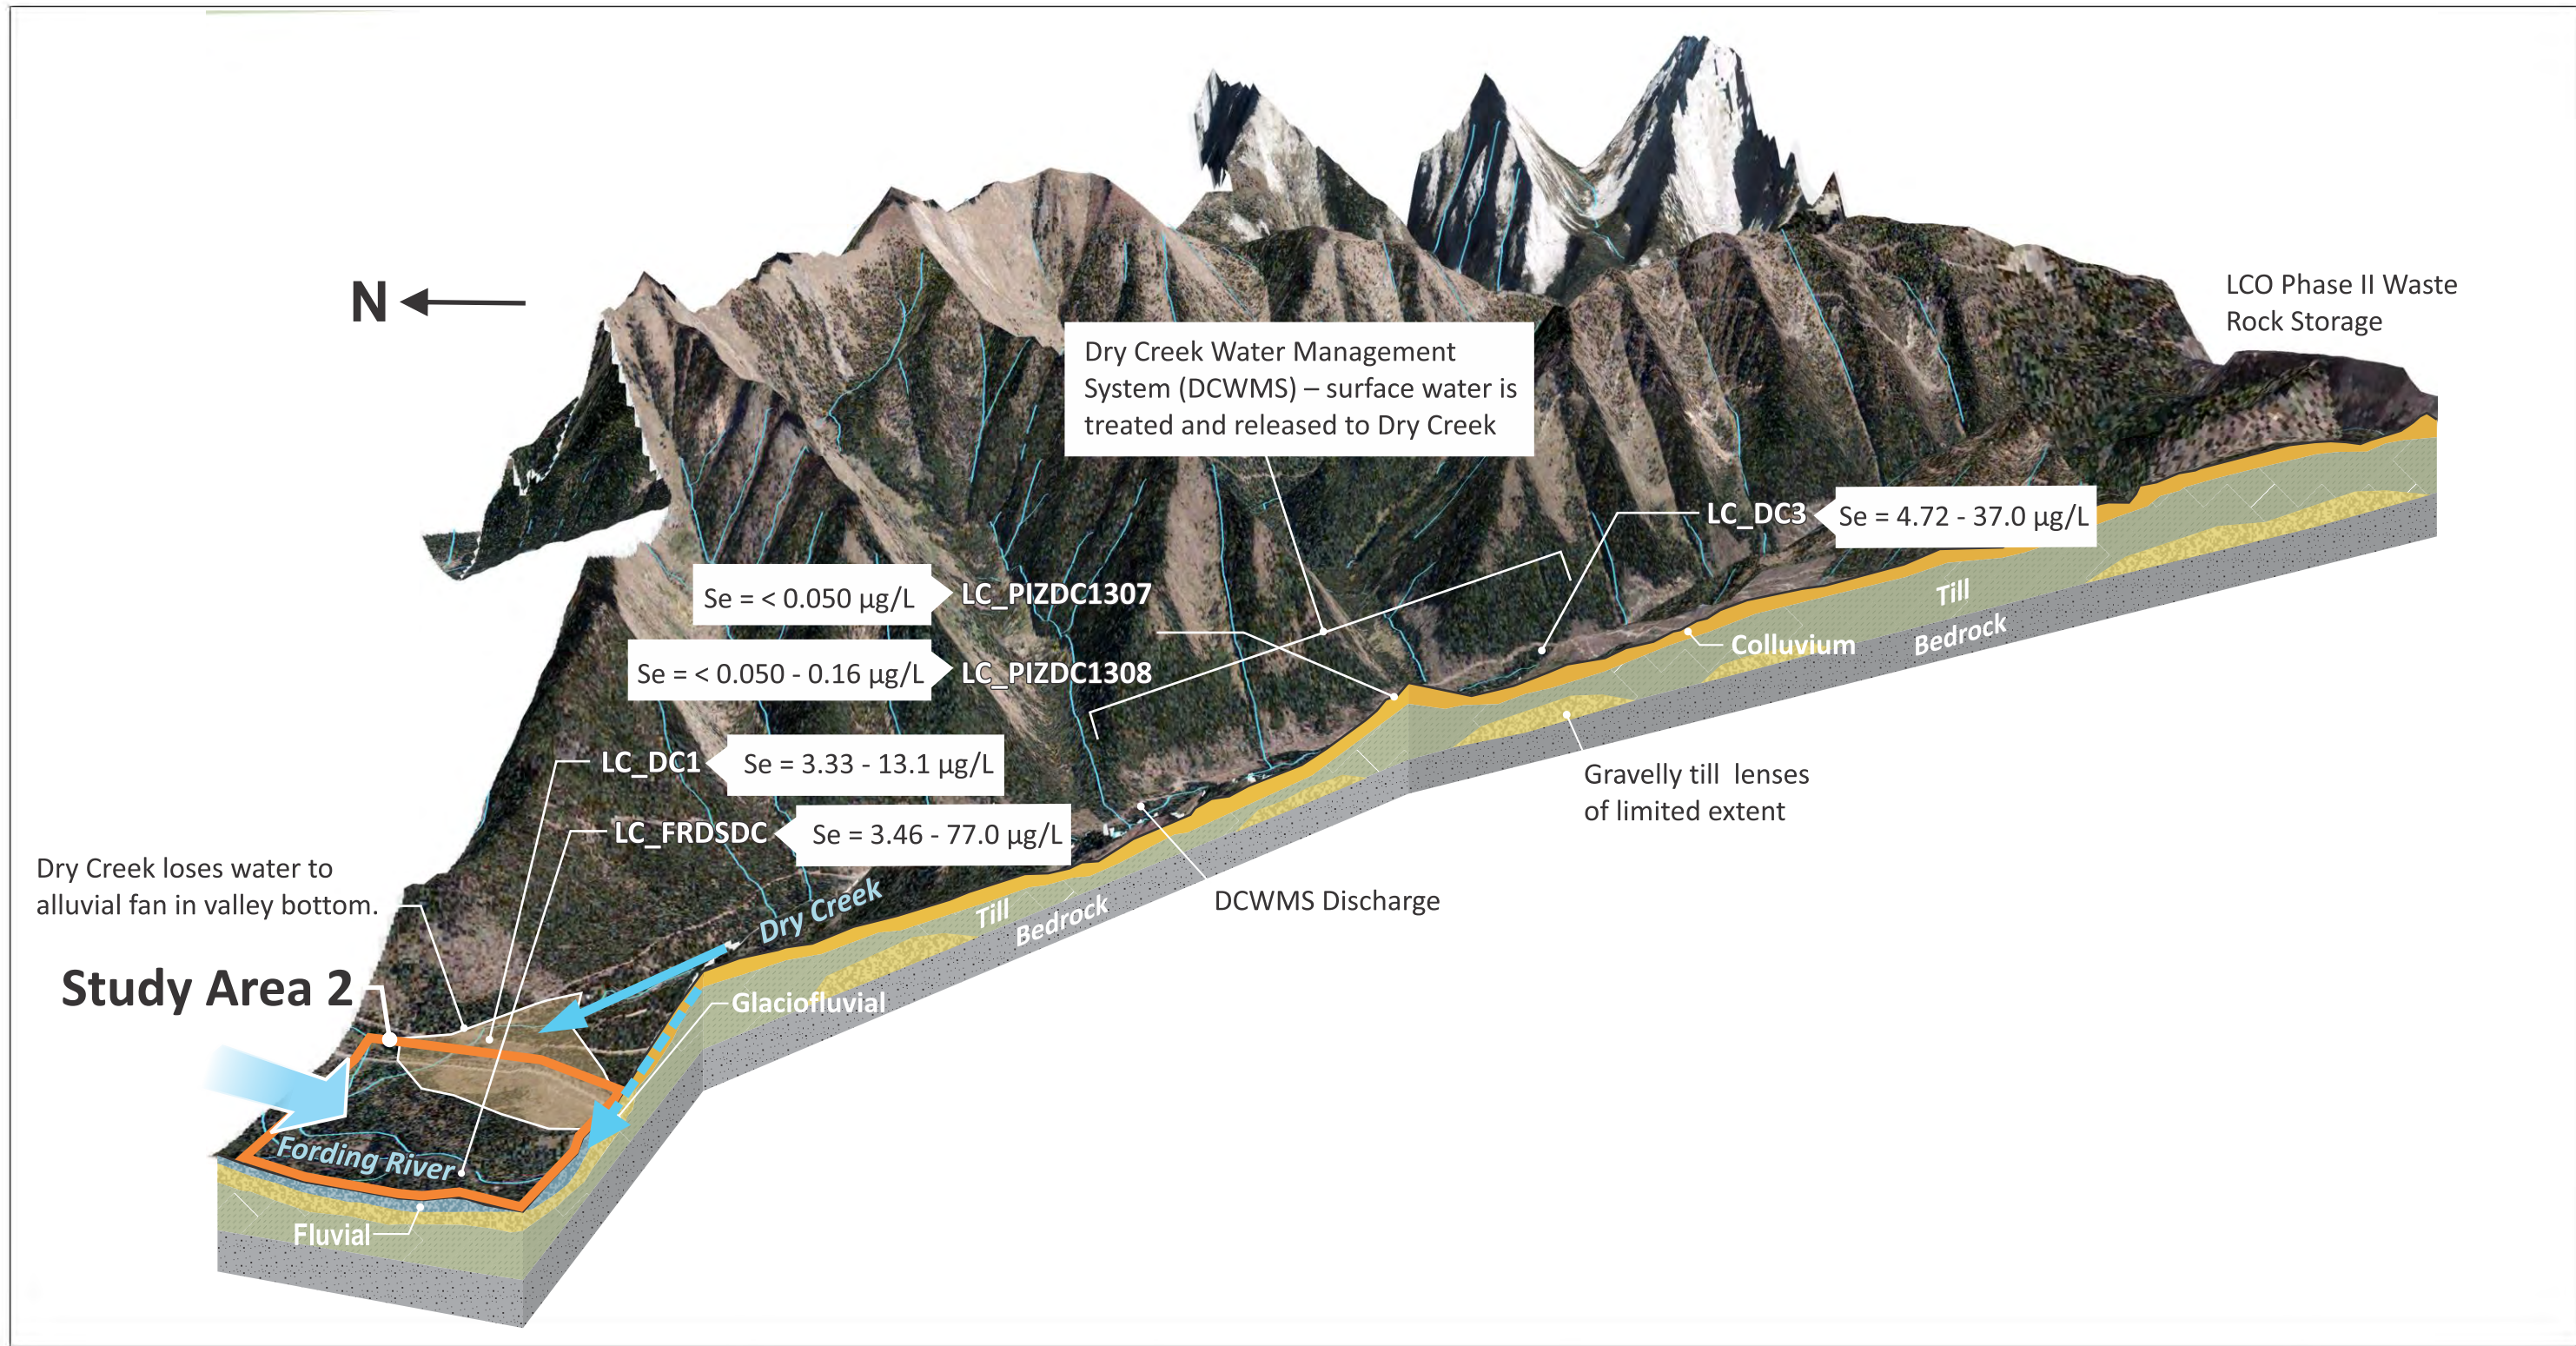 N
LCO Phase II Waste
Rock Storage
Dry Creek Water Management
System (DCWMS) – surface water is
treated and released to Dry Creek
LC_DC3
Se = 4.72 - 37.0 µg/L
Se = < 0.050 µg/L
LC_PIZDC1307
Se = < 0.050 - 0.16 µg/L
LC_PIZDC1308
Till
Bedrock
Colluvium
LC_DC1
Se = 3.33 - 13.1 µg/L
Gravelly till lenses
of limited extent
LC_FRDSDC
Se = 3.46 - 77.0 µg/L
Dry Creek loses water to
alluvial fan in valley bottom.
DCWMS Discharge
Dry Creek
Till
Bedrock
Study Area 2
Glaciofluvial
Fording River
Fluvial